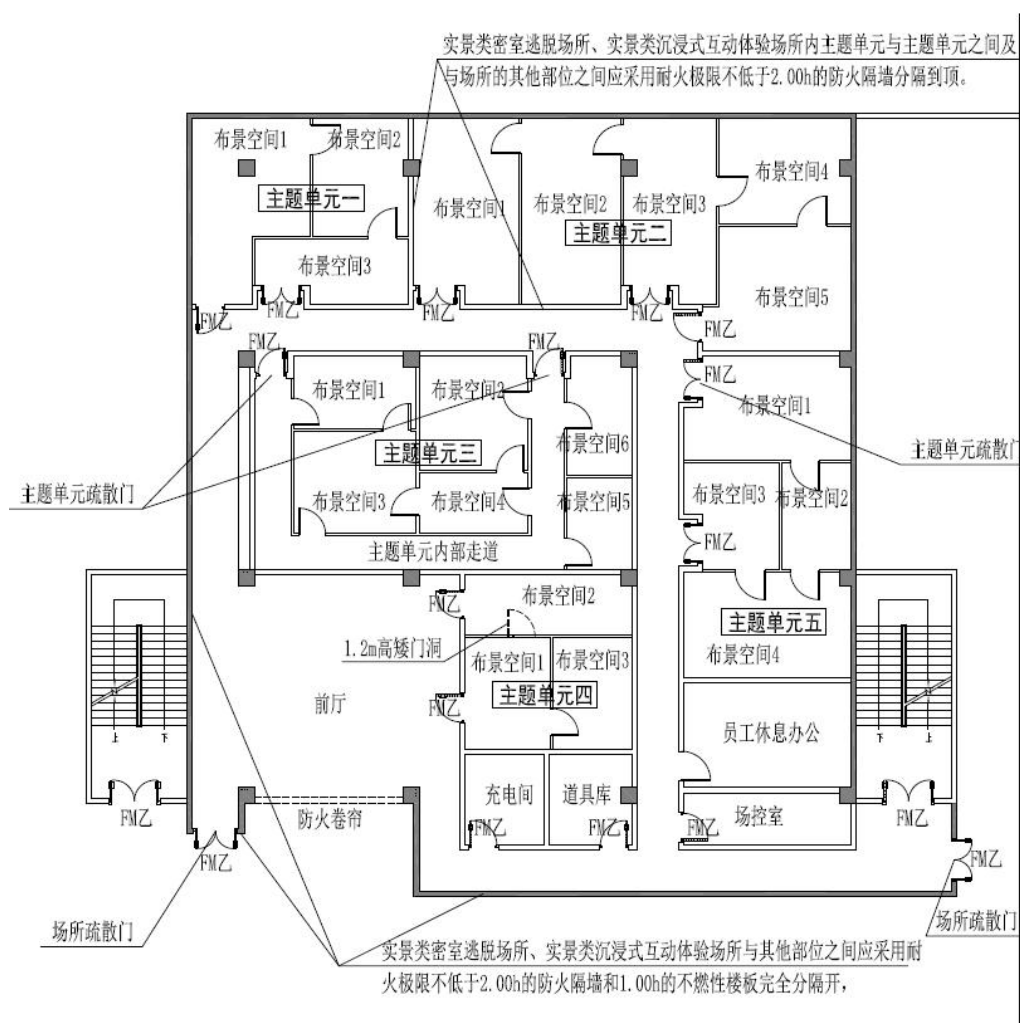 实景类密室逃脱场所、实景类沉浸式互动体验场所内主题单元与主题单元之间及
与场所的其他部位之间应采用耐火极限不低于2.00h的防火隔墙分隔到顶。
布景空间1
布景空间2
布景空间4
主题单元一
布景空间1
布景空间2
布景空间3
主题单元二
布景空间3
布景空间5
FM乙
FM乙
FM乙
FM乙
FM乙
FM乙
FM乙
FM乙
布景空间1
布景空间2
布景空间1
布景空间6
主题单元三
主题单元疏散门
主题单元疏散门
布景空间3
布景空间4
布景空间5
布景空间3
布景空间2
FM乙
主题单元内部走道
FM乙
布景空间2
主题单元五
1.2m高矮门洞
布景空间1
布景空间3
布景空间4
主题单元四
前厅
FM乙
员工休息办公
上
下
下
上
充电间
道具库
场控室
防火卷帘
FM乙
FM乙
FM乙
FM乙
FM乙
FM乙
FM乙
场所疏散门
场所疏散门
实景类密室逃脱场所、实景类沉浸式互动体验场所与其他部位之间应采用耐
火极限不低于2.00h的防火隔墙和1.00h的不燃性楼板完全分隔开，